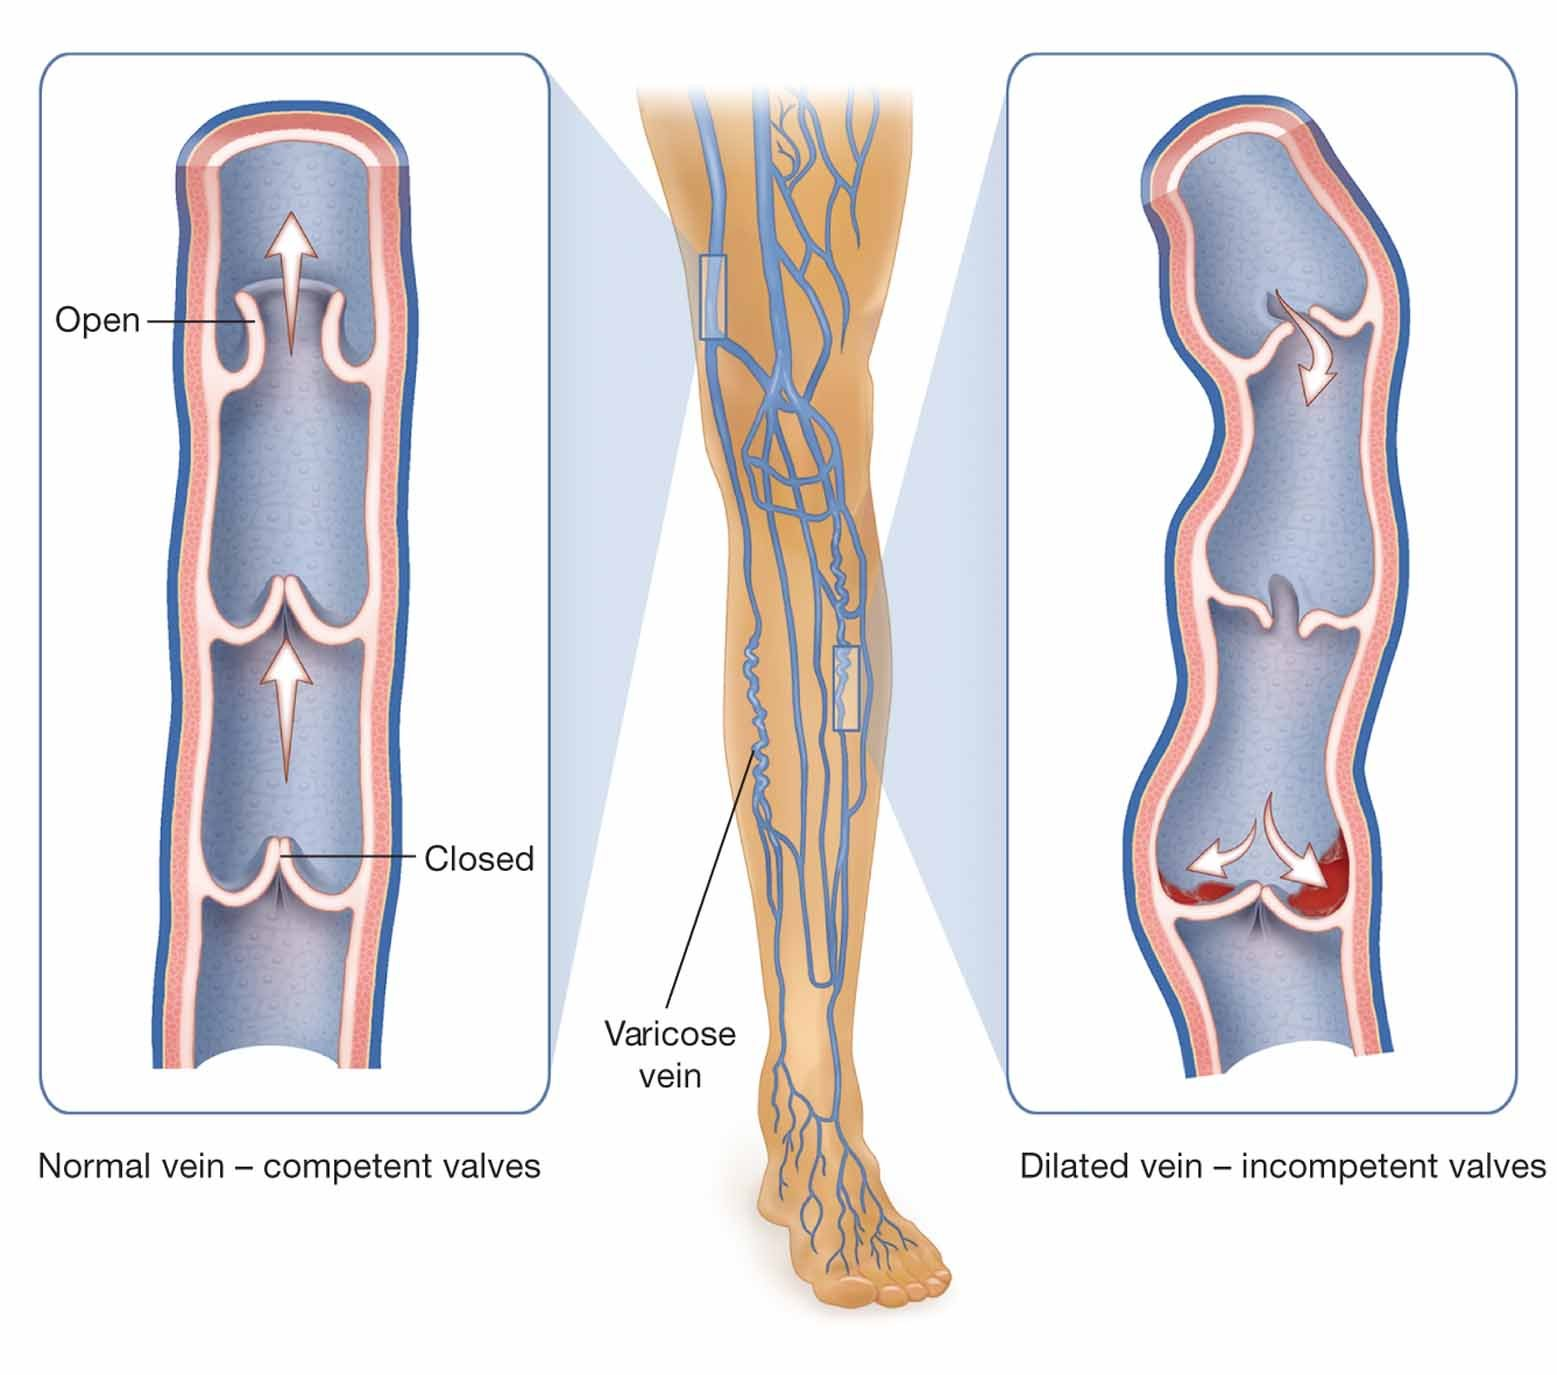 Open
Closed
Varicose
vein
Normal vein – competent valves
Dilated vein – incompetent valves